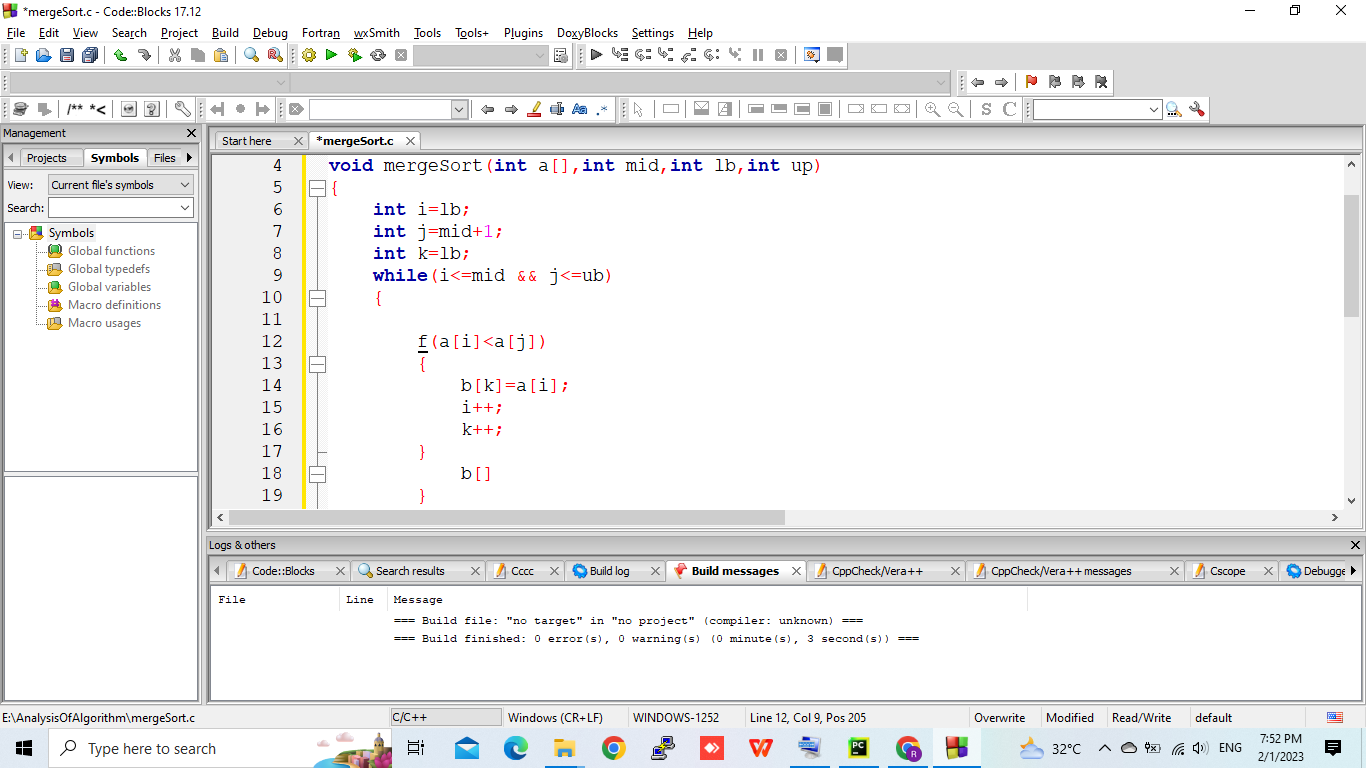 *mergeSort.c - Code::Blocks 17.12
File Edit View Search Project Build Debug Fortran wxSmith Tools Tools+ Plugins DoxyBlocks Settings Help
/** *<
Aa .*
S C
Management
Projects Symbols Files
View: Current file's symbols
Search:
Symbols
Global functions
Global typedefs
Global variables
Macro definitions
Macro usages
Start here *mergeSort.c
4 void mergeSort(int a[],int mid,int lb,int up)
5 {
6 int i=lb;
7 int j=mid+1;
8 int k=lb;
9 while(i<=mid && j<=ub)
10 {
11
12 f(a[i]<a[j])
13 {
14 b[k]=a[i];
15 i++;
16 k++;
17 }
18 b[]
19 }
Logs & others
Code::Blocks Search results Cccc Build log Build messages CppCheck/Vera++ CppCheck/Vera++ messages Cscope Debugge
File Line Message
=== Build file: "no target" in "no project" (compiler: unknown) ===
=== Build finished: 0 error(s), 0 warning(s) (0 minute(s), 3 second(s)) ===
E:\AnalysisOfAlgorithm\mergeSort.c C/C++ Windows (CR+LF) WINDOWS-1252 Line 12, Col 9, Pos 205 Overwrite Modified Read/Write default
Type here to search
PC
R
32°C
ENG
7:52 PM
2/1/2023